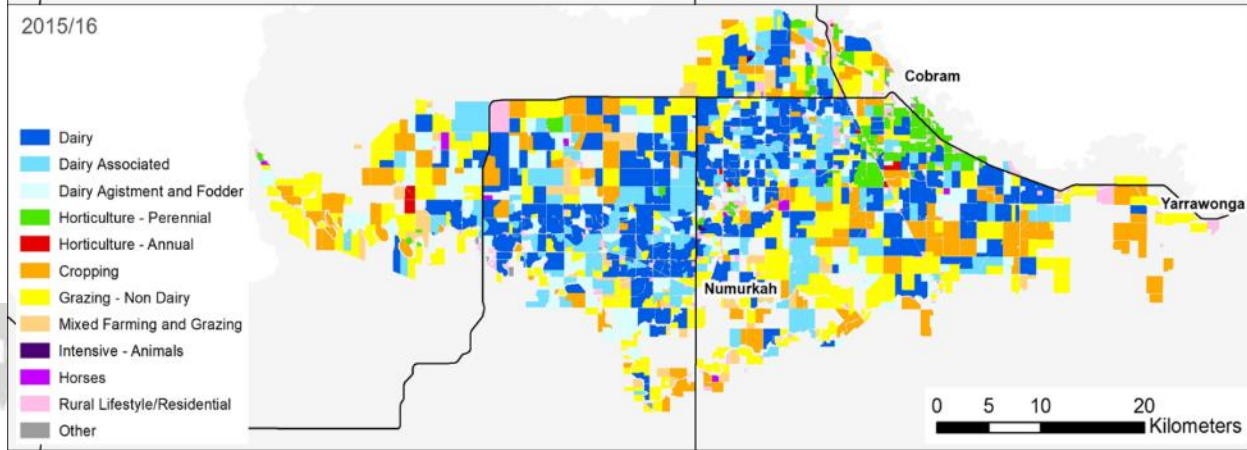 2015/16
Dairy
Dairy Associated
Dairy Agistment and Fodder
Horticulture - Perennial
Horticulture - Annual
Cropping
Grazing - Non Dairy
Mixed Farming and Grazing
Intensive - Animals
Horses
Rural Lifestyle/Residential
Other
Cobram
Yarrawonga
Numurkah
0 5 10 20
Kilometers